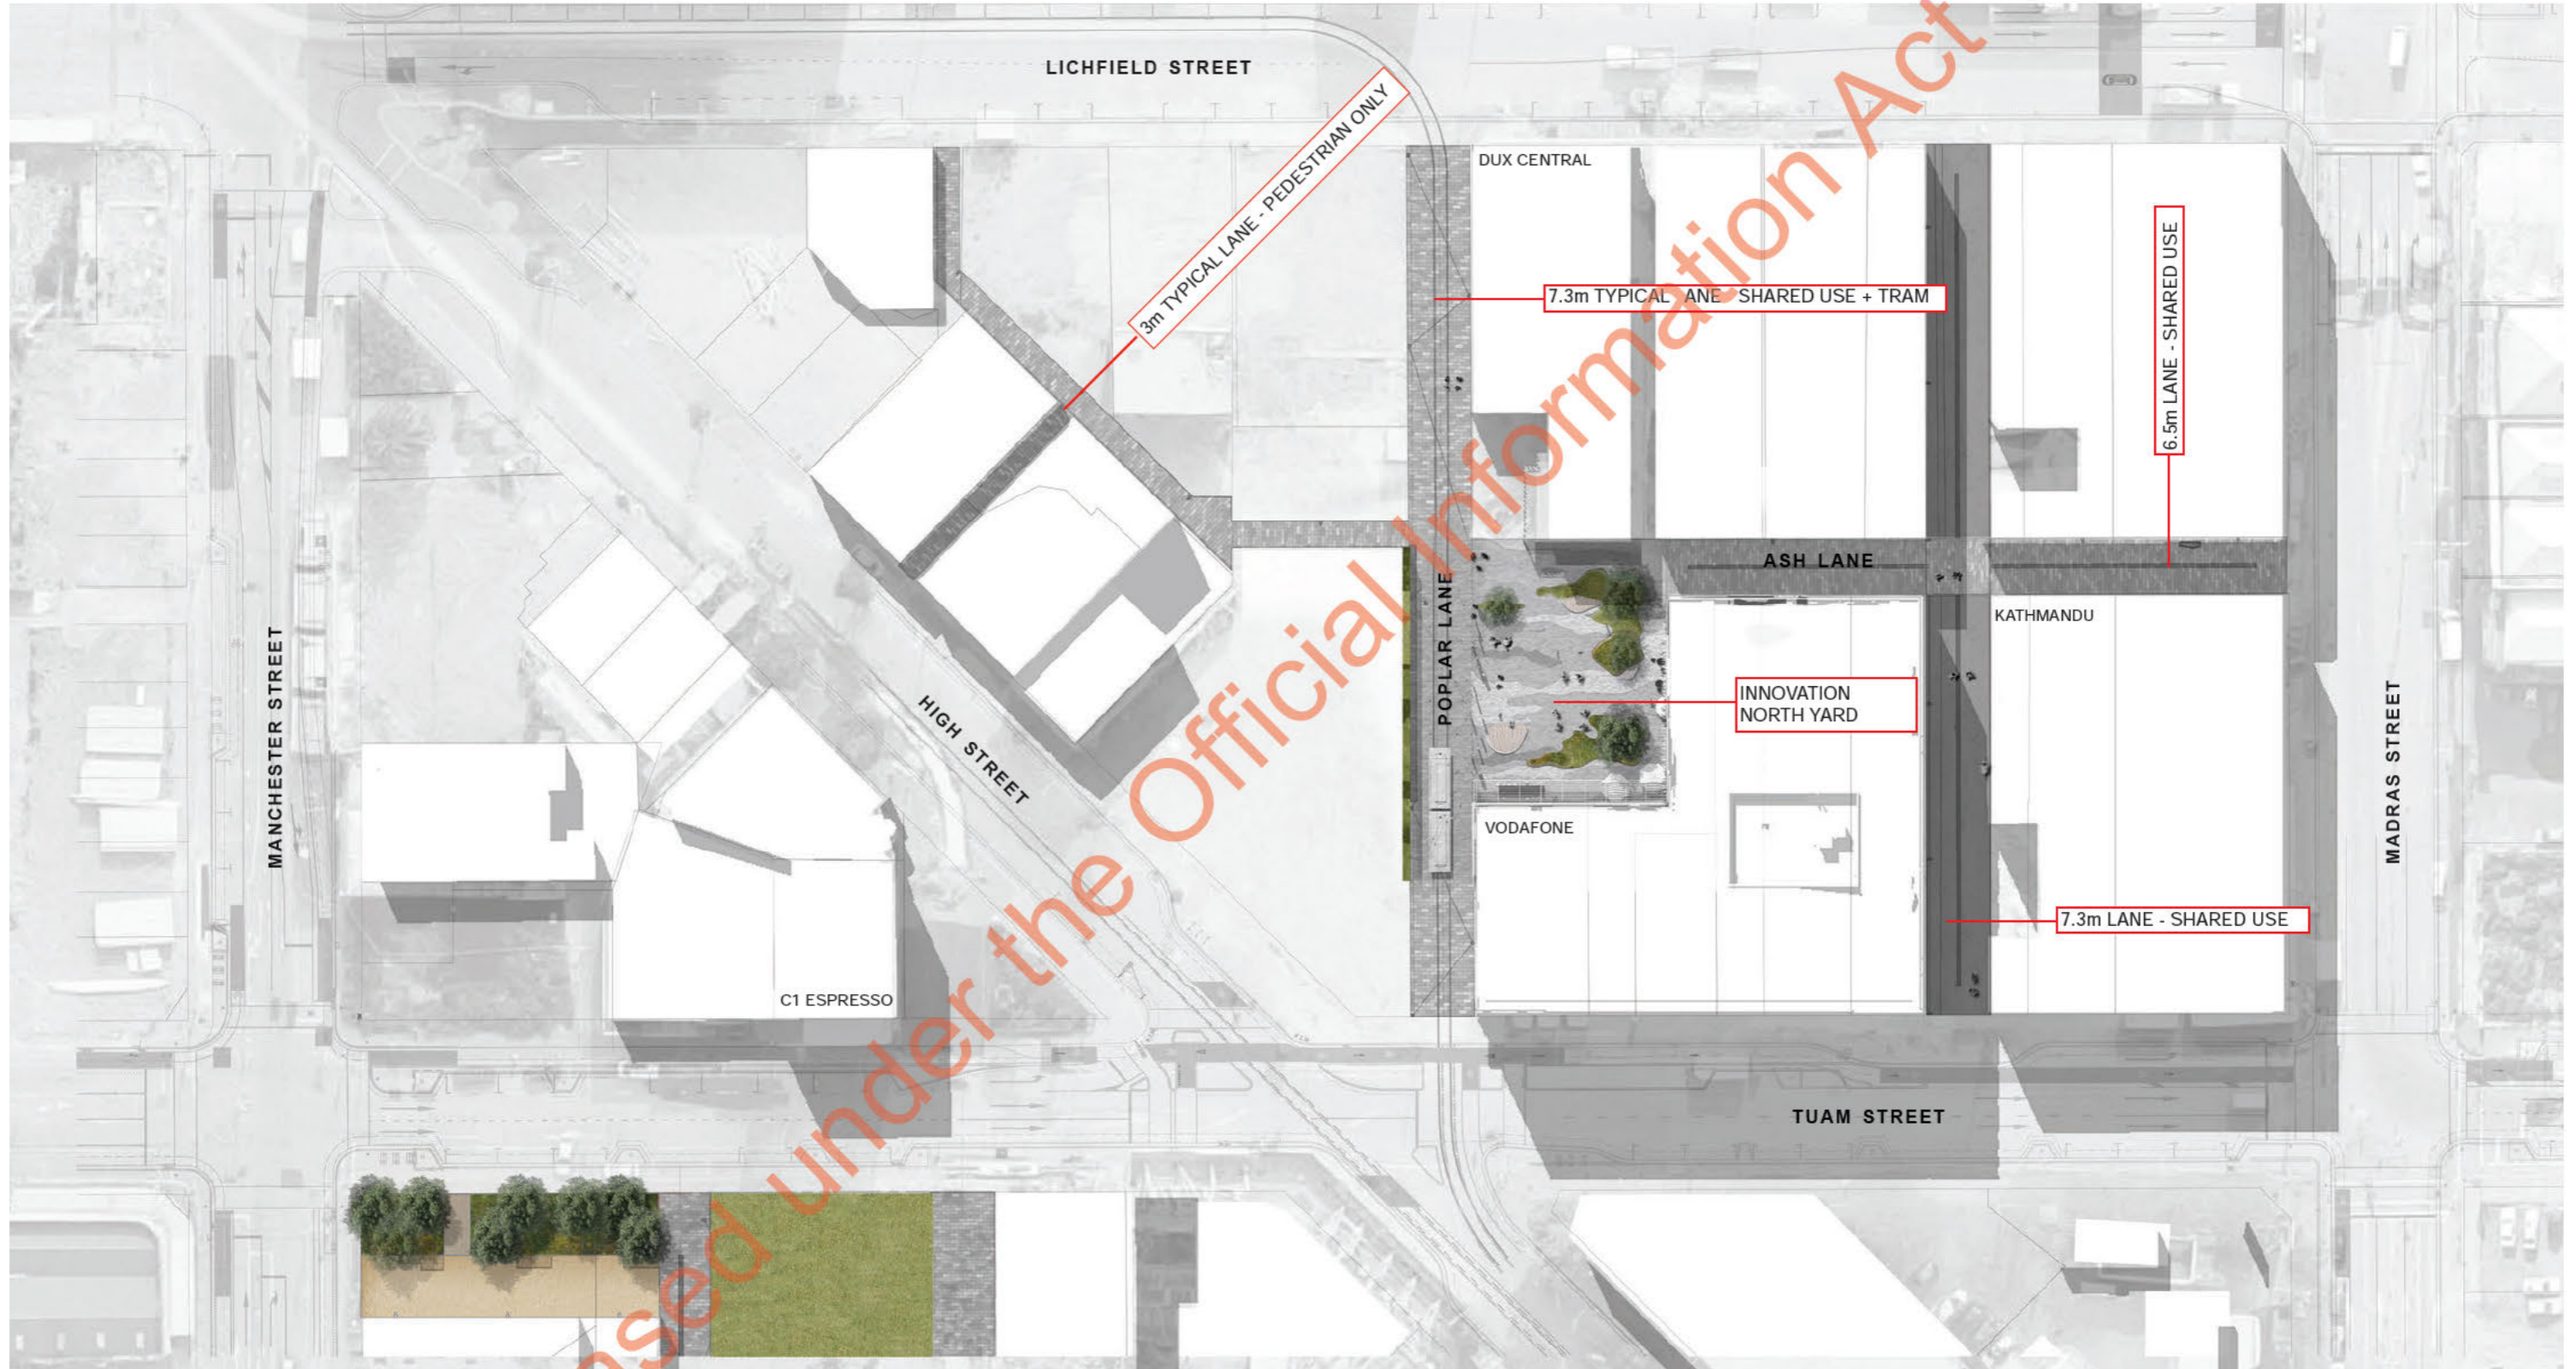 LICHFIELD STREET
3m TYPICAL LANE - PEDESTRIAN ONLY
DUX CENTRAL
7.3m TYPICAL ANE SHARED USE + TRAM
6.5m LANE - SHARED USE
ASH LANE
POPLAR LANE
KATHMANDU
INNOVATION
NORTH YARD
MANCHESTER STREET
HIGH STREET
MADRAS STREET
VODAFONE
7.3m LANE - SHARED USE
C1 ESPRESSO
TUAM STREET
ased under the Official Information Act